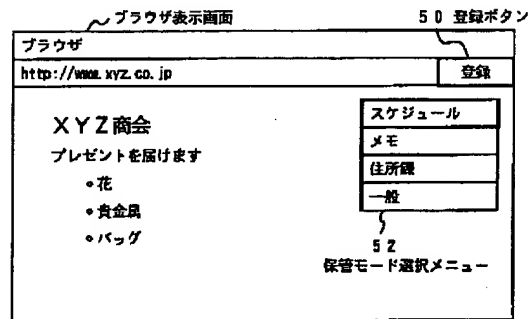 ブラウザ表示画面
50 登録ボタン
ブラウザ
http://www.xyz.co.jp
登録
XYZ商会
プレゼントを届けます
•花
•貴金属
•バッグ
スケジュール
メモ
住所録
一般
52
保管モード選択メニュー